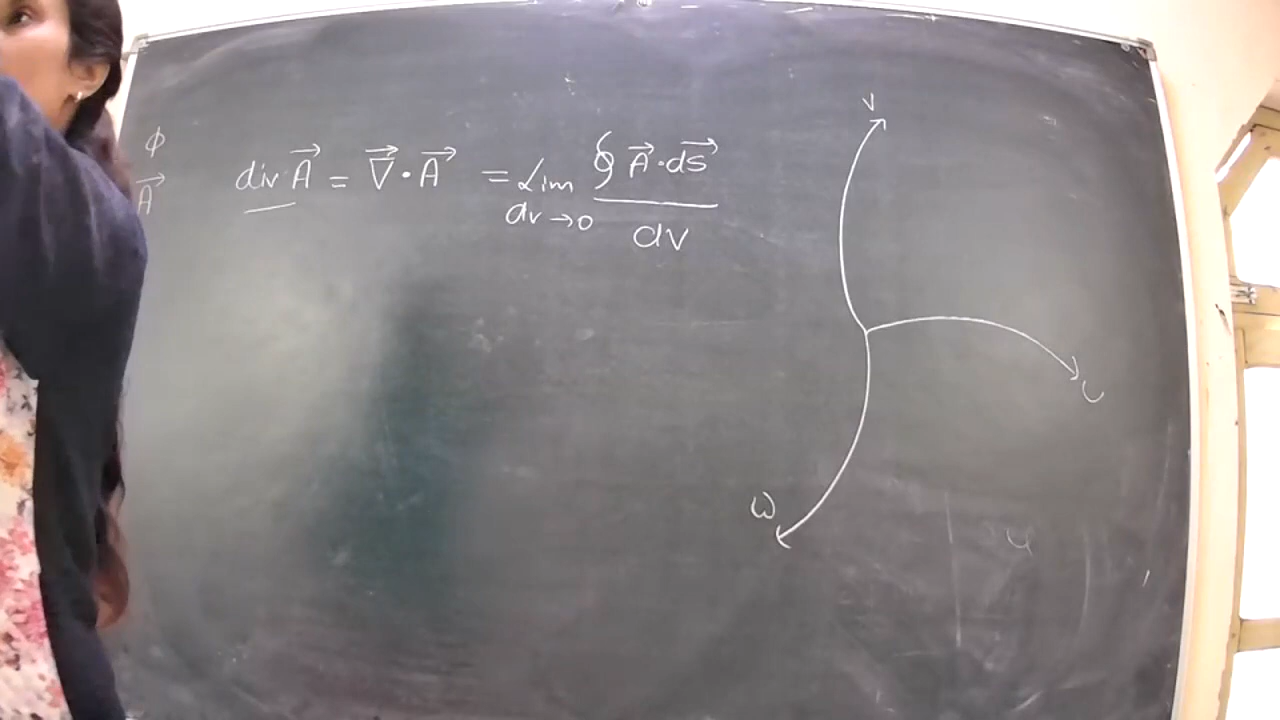 φ
A⃗
div A⃗ = ∇⃗ · A⃗ = Lim dv→0 ∮ A⃗ · ds⃗ / dv
v
u
ω